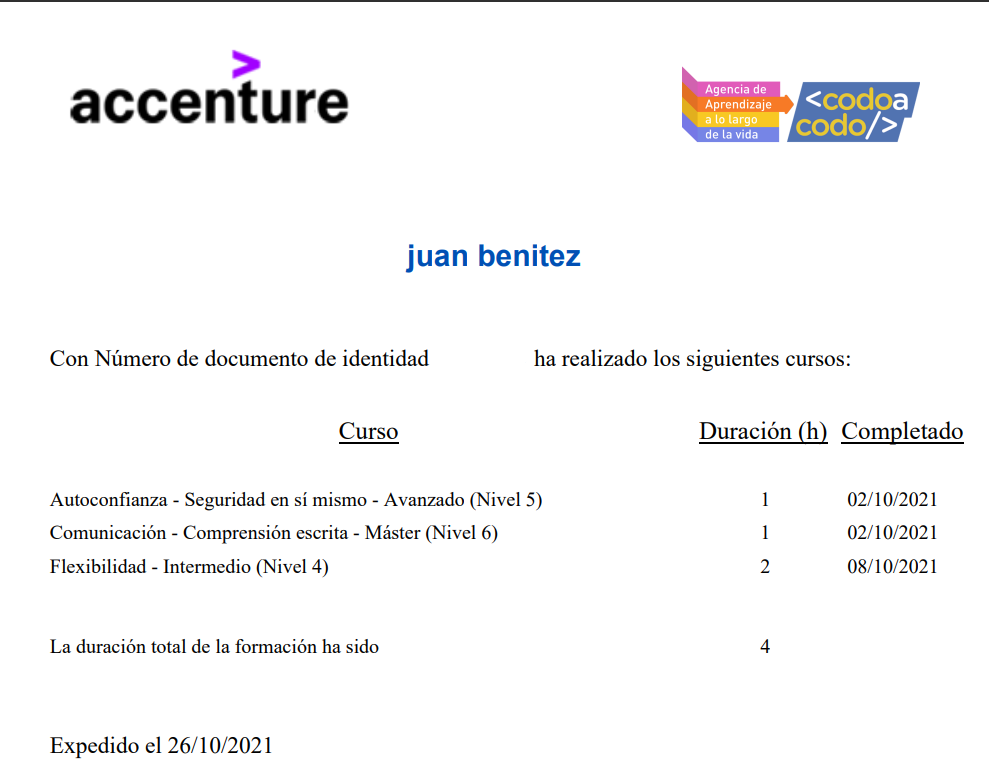 accenture
Agencia de
Aprendizaje
a lo largo
de la vida
<codoa
codo/>
juan benitez
Con Número de documento de identidad ha realizado los siguientes cursos:
Curso Duración (h) Completado
Autoconfianza - Seguridad en sí mismo - Avanzado (Nivel 5) 1 02/10/2021
Comunicación - Comprensión escrita - Máster (Nivel 6) 1 02/10/2021
Flexibilidad - Intermedio (Nivel 4) 2 08/10/2021
La duración total de la formación ha sido 4
Expedido el 26/10/2021